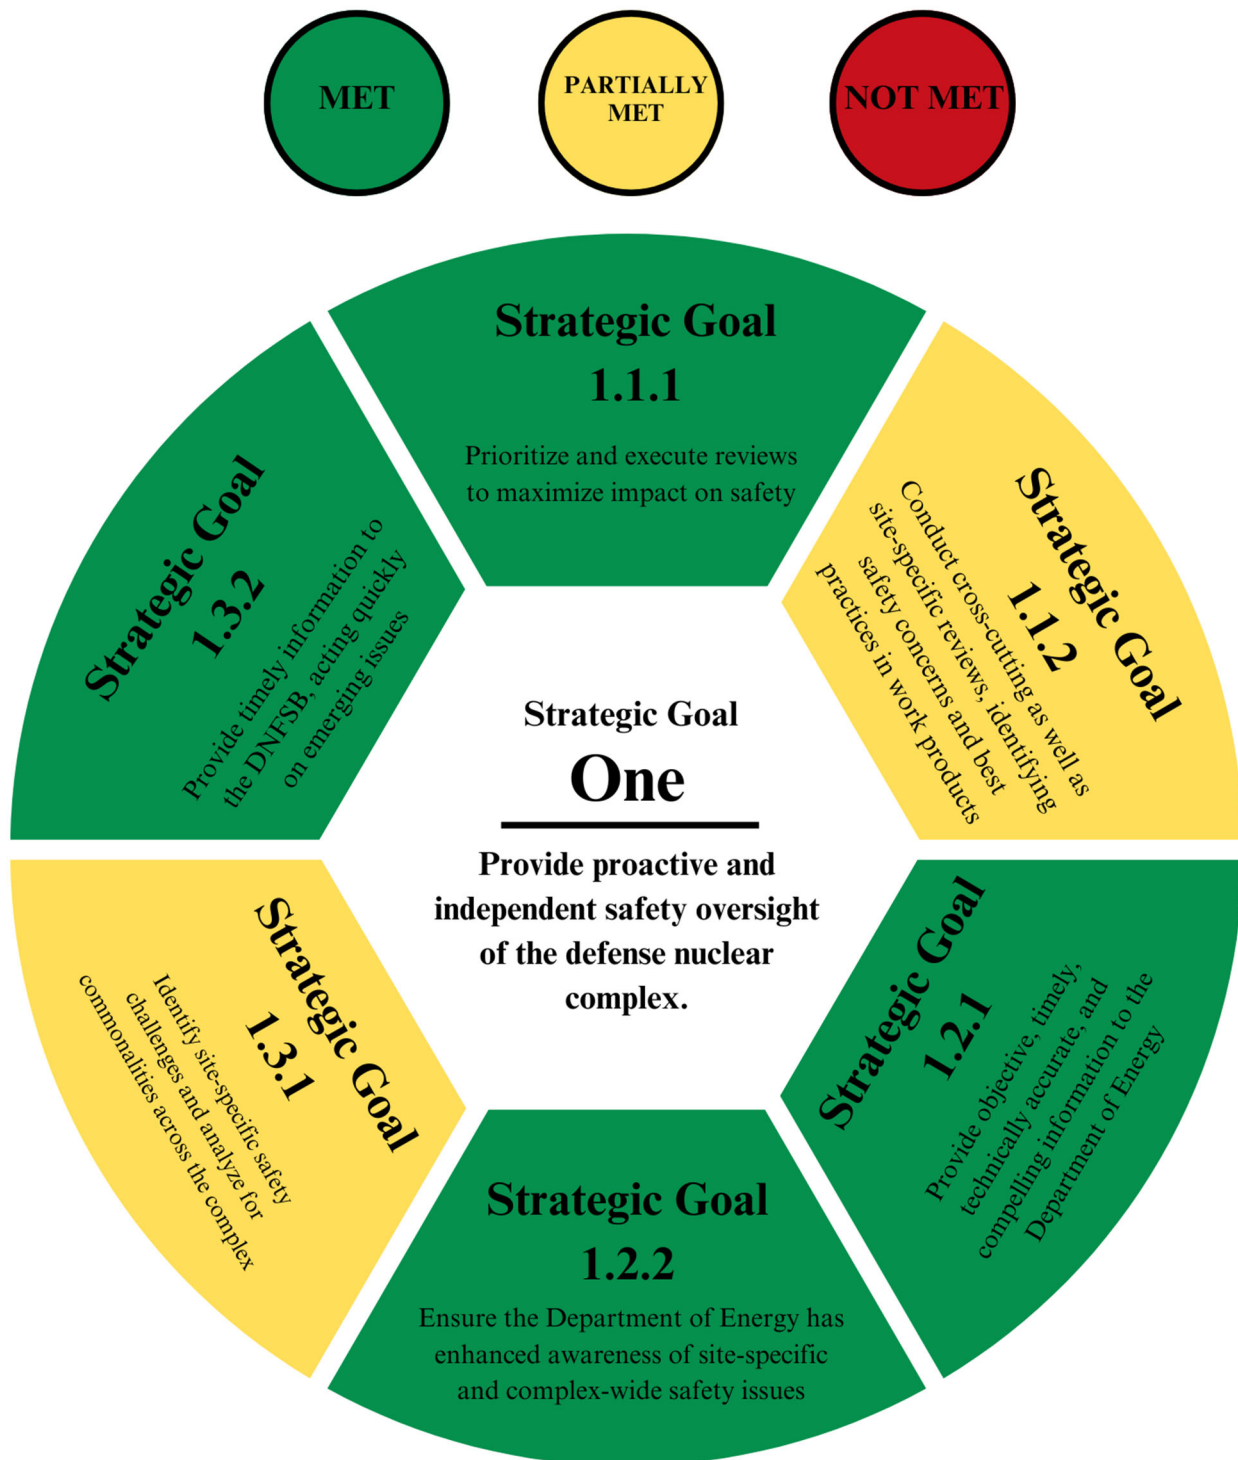 MET
PARTIALLY
MET
NOT MET
Strategic Goal
1.1.1
Prioritize and execute reviews
to maximize impact on safety
Strategic Goal
1.1.2
Conduct cross-cutting as well as
site-specific reviews, identifying
safety concerns and best
practices in work products
Strategic Goal
1.2.1
Provide objective, timely,
technically accurate, and
compelling information to the
Department of Energy
Strategic Goal
1.2.2
Ensure the Department of Energy has
enhanced awareness of site-specific
and complex-wide safety issues
Strategic Goal
1.3.1
Identify site-specific safety
challenges and analyze for
commonalities across the complex
Strategic Goal
1.3.2
Provide timely information to
the DNFSB, acting quickly
on emerging issues
Strategic Goal
One
Provide proactive and
independent safety oversight
of the defense nuclear
complex.